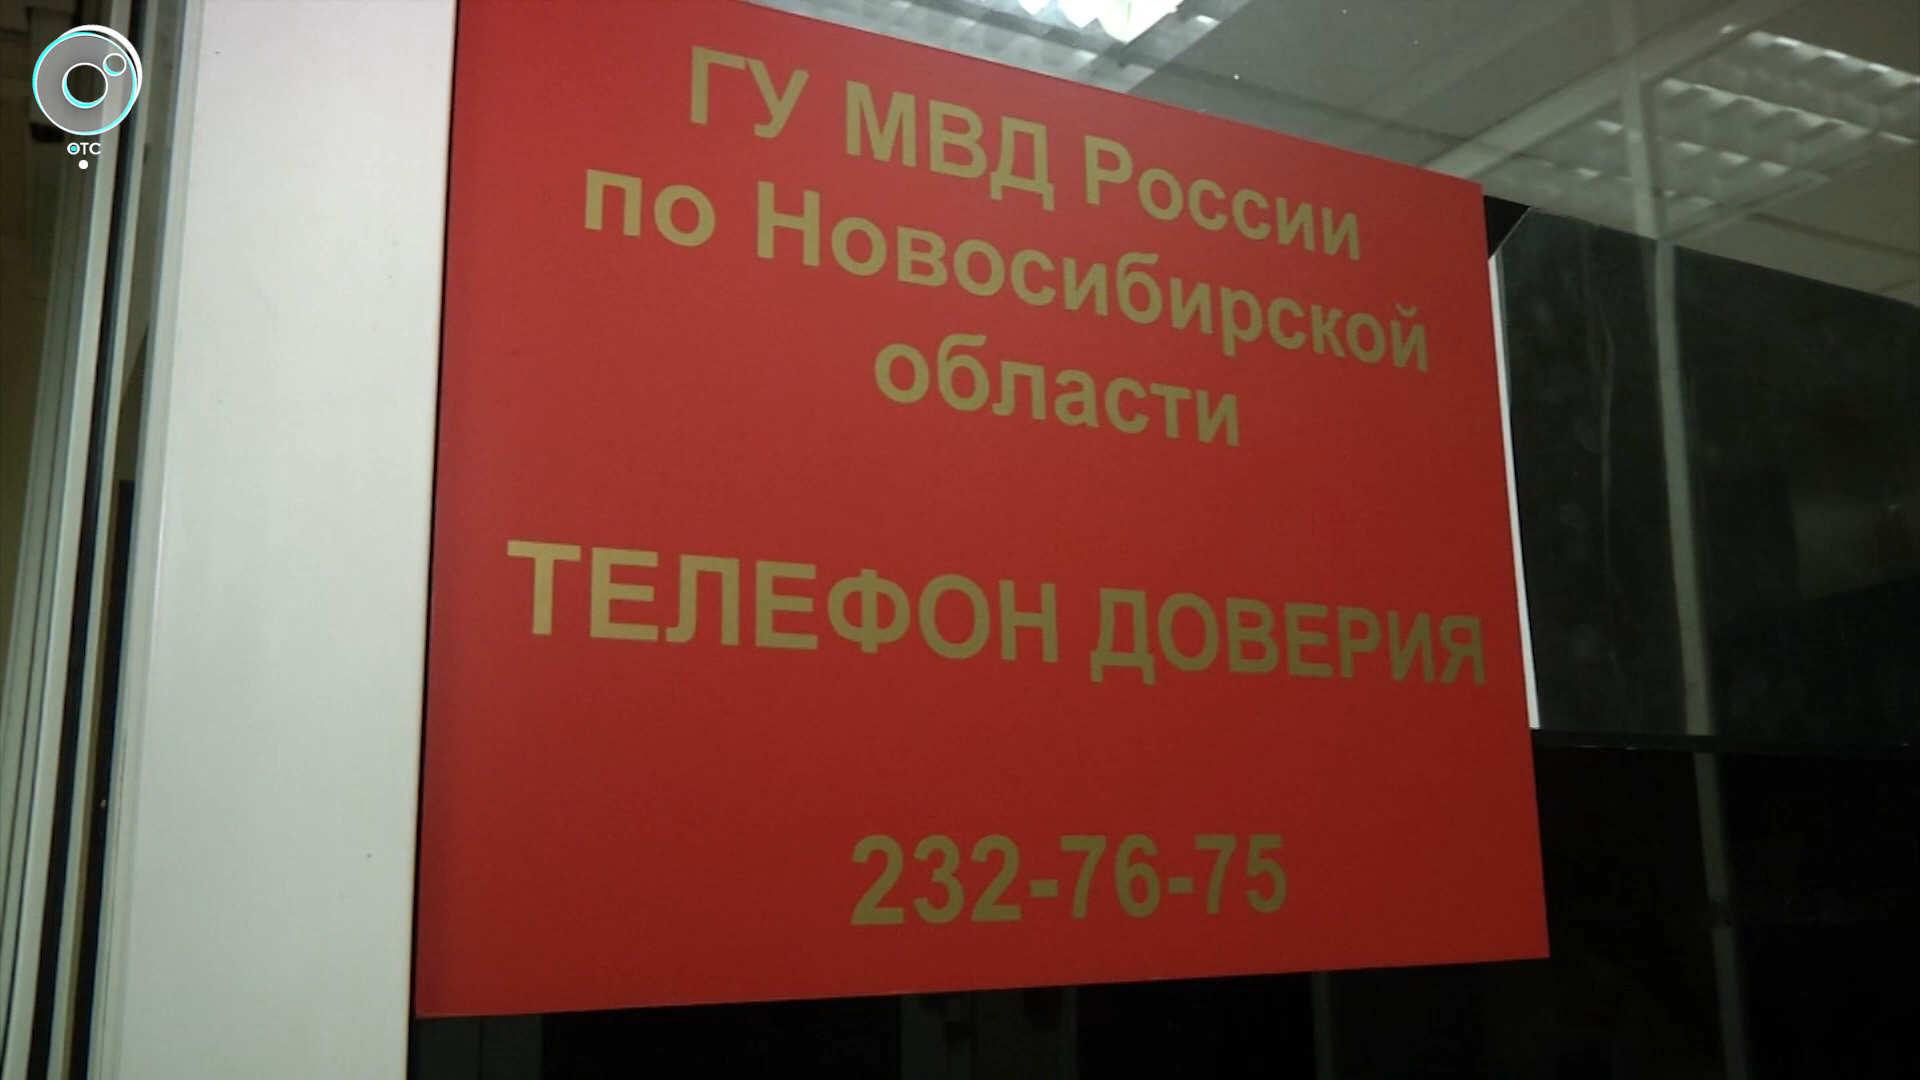 ОТС
ГУ МВД России
по Новосибирской
области
ТЕЛЕФОН ДОВЕРИЯ
232-76-75